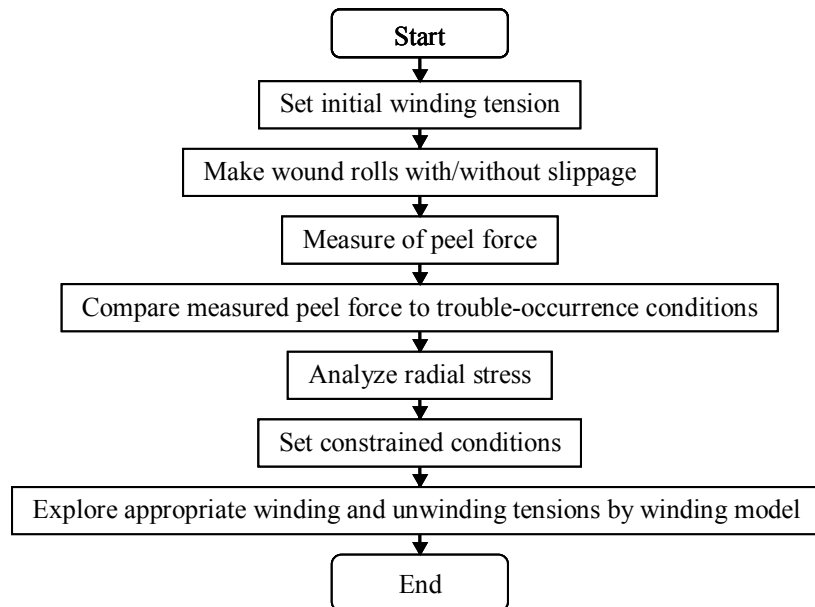 Start
Set initial winding tension
Make wound rolls with/without slippage
Measure of peel force
Compare measured peel force to trouble-occurrence conditions
Analyze radial stress
Set constrained conditions
Explore appropriate winding and unwinding tensions by winding model
End